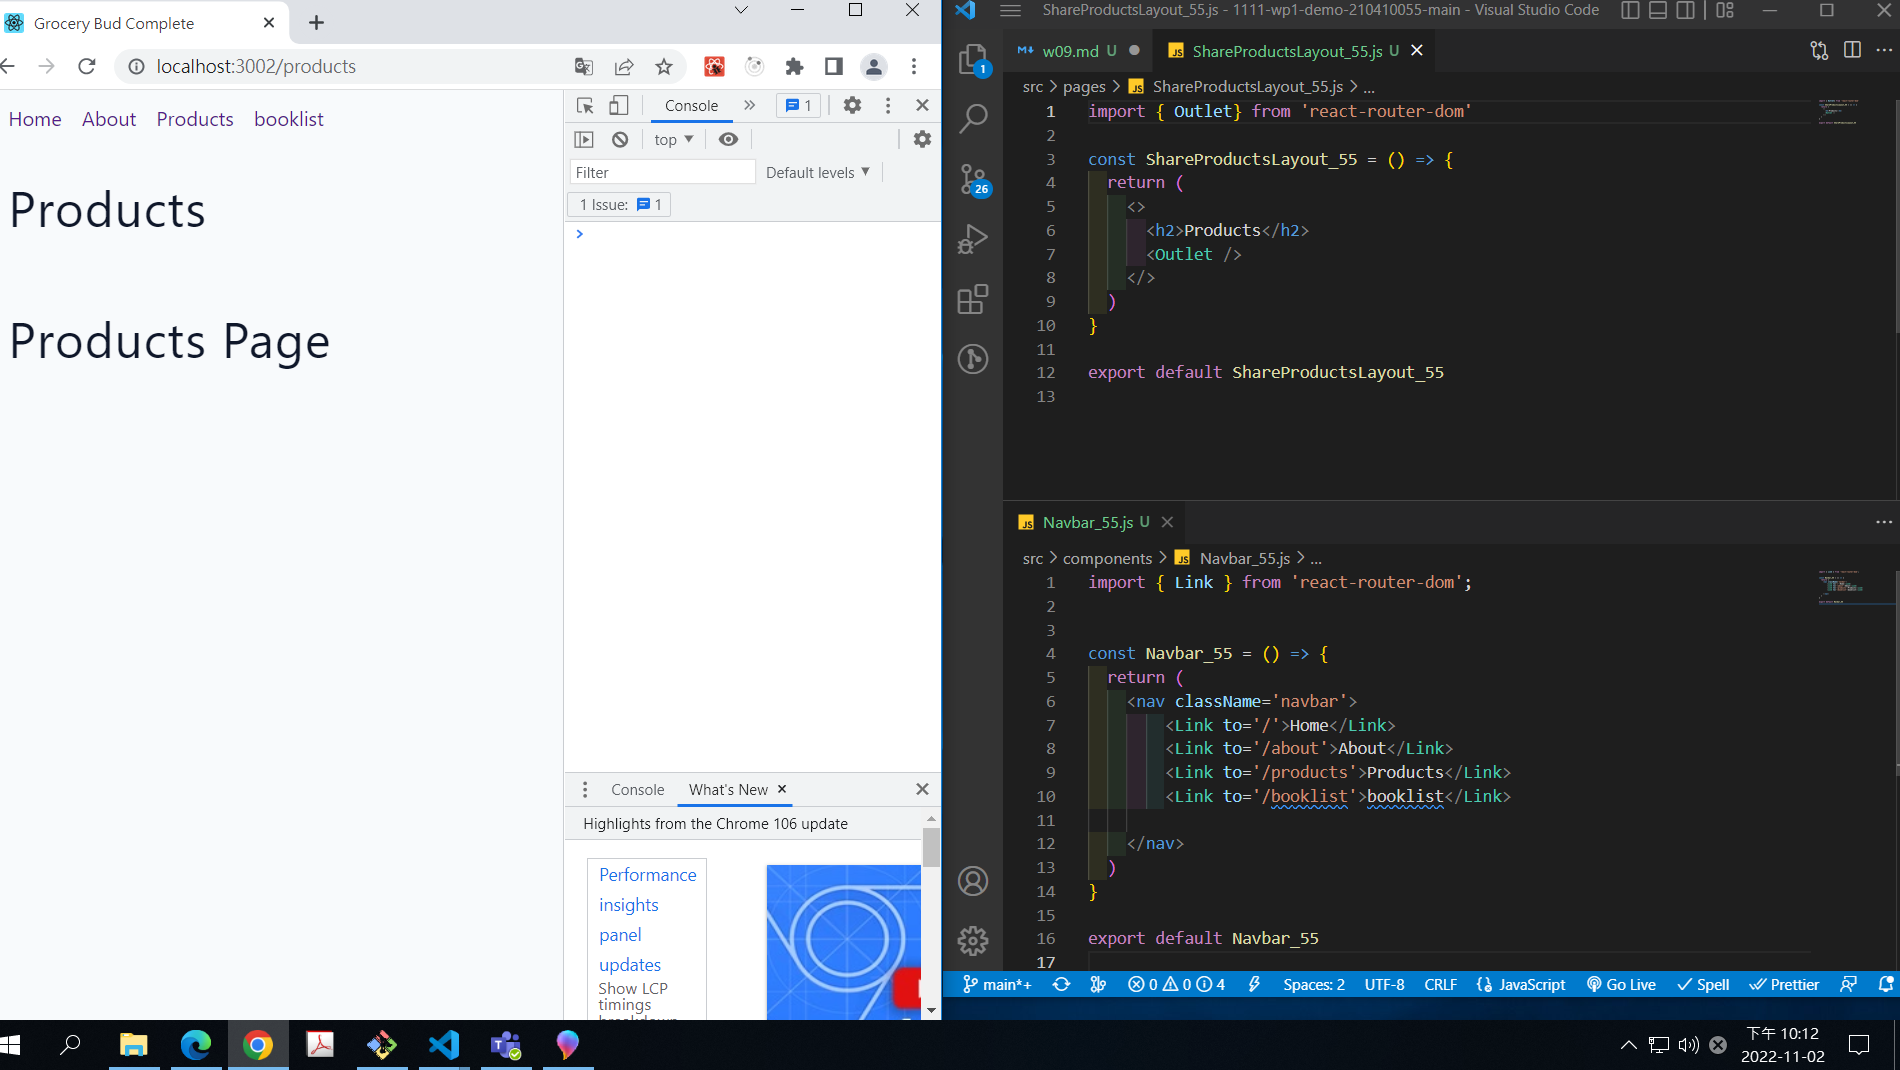 Grocery Bud Complete
localhost:3002/products
Home About Products booklist
Products
Products Page
Console 1
top
Filter Default levels
1 Issue: 1
Console What's New
Highlights from the Chrome 106 update
Performance
insights
panel
updates
Show LCP
timings
ShareProductsLayout_55.js - 1111-wp1-demo-210410055-main - Visual Studio Code
w09.md U ShareProductsLayout_55.js U
src > pages > JS ShareProductsLayout_55.js > ...
1 import { Outlet} from 'react-router-dom'
2
3 const ShareProductsLayout_55 = () => {
4 return (
5 <>
6 <h2>Products</h2>
7 <Outlet />
8 </>
9 )
10 }
11
12 export default ShareProductsLayout_55
13
1
26
JS Navbar_55.js U
src > components > JS Navbar_55.js > ...
1 import { Link } from 'react-router-dom';
2
3
4 const Navbar_55 = () => {
5 return (
6 <nav className='navbar'>
7 <Link to='/'>Home</Link>
8 <Link to='/about'>About</Link>
9 <Link to='/products'>Products</Link>
10 <Link to='/booklist'>booklist</Link>
11
12 </nav>
13 )
14 }
15
16 export default Navbar_55
17
main*+ 0 0 4 Spaces: 2 UTF-8 CRLF {} JavaScript Go Live Spell Prettier
下午 10:12
2022-11-02